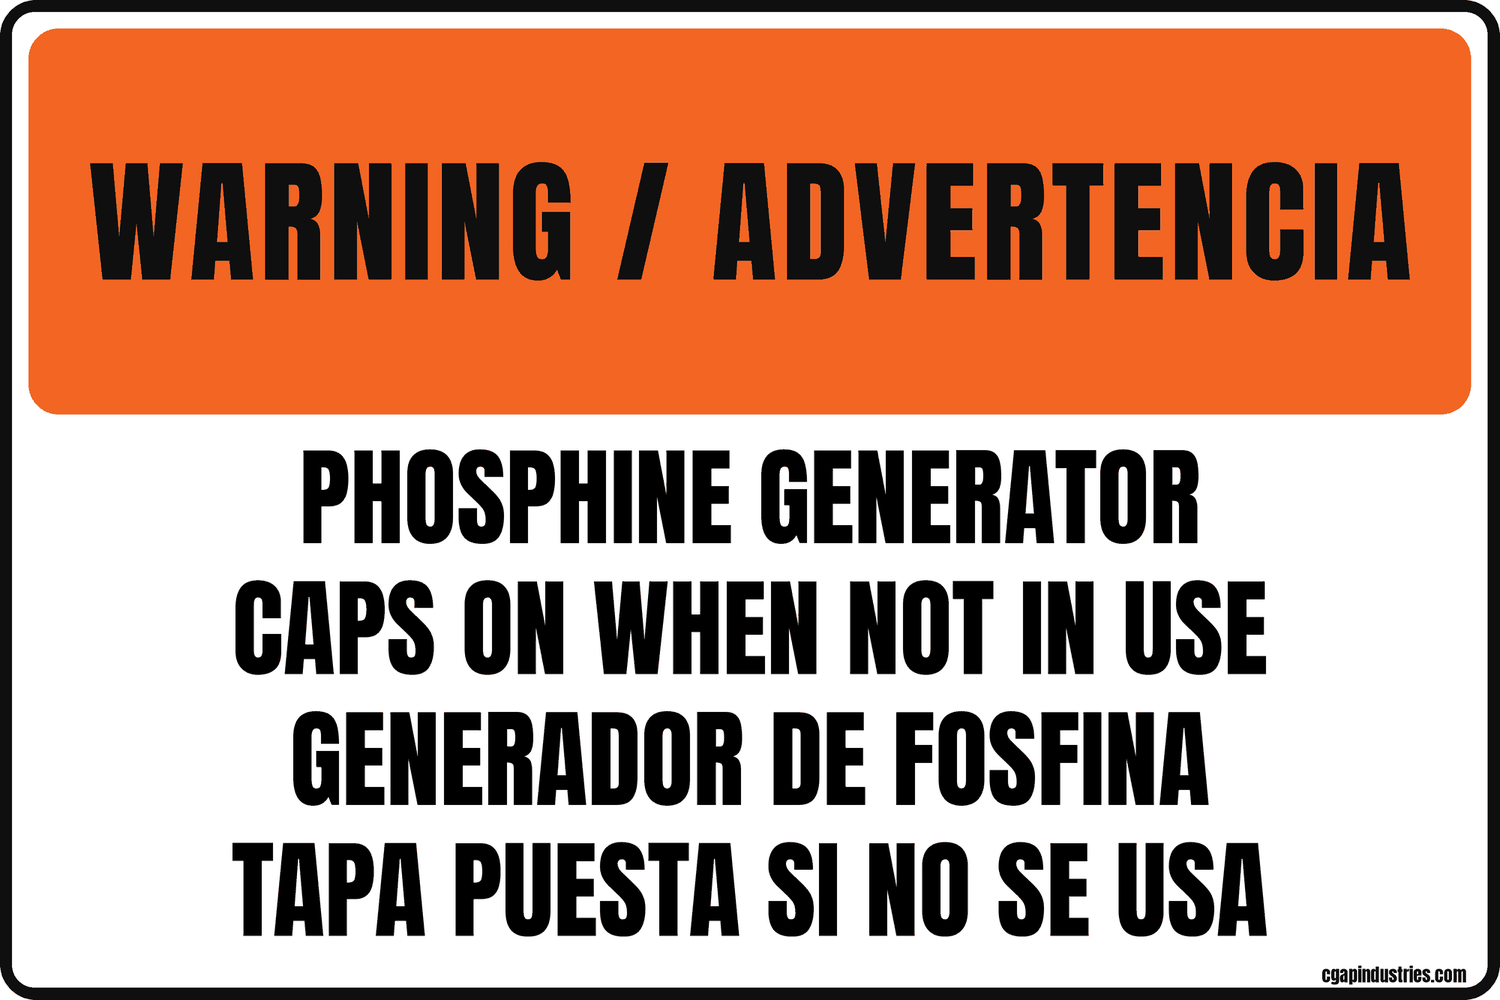 WARNING / ADVERTENCIA
PHOSPHINE GENERATOR
CAPS ON WHEN NOT IN USE
GENERADOR DE FOSFINA
TAPA PUESTA SI NO SE USA
cgapindustries.com